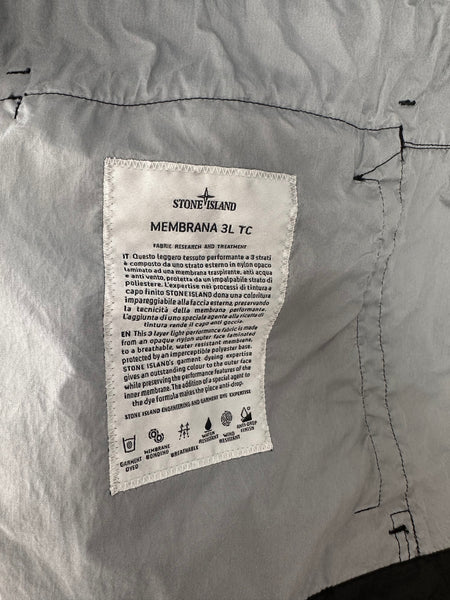 STONE ISLAND
MEMBRANA 3L TC
FABRIC RESEARCH AND TREATMENT
IT Questo leggero tessuto performante a 3 strati
è composto da uno strato esterno in nylon opaco
laminato ad una membrana traspirante, anti acqua
e anti vento, protetta da un impalpabile strato di
poliestere. L'expertise nei processi di tintura a
capo finito STONE ISLAND dona una coloritura
impareggiabile alla faccia esterna, preservando
la tecnicità della membrana performante.
L'aggiunta di uno speciale agente alla ricetta di
tintura rende il capo anti goccia.
EN This 3 layer light performance fabric is made
from an opaque nylon outer face laminated
to a breathable, water resistant membrane,
protected by an imperceptible polyester base.
STONE ISLAND's garment dyeing expertise
gives an outstanding colour to the outer face
while preserving the performance features of the
inner membrane. The addition of a special agent to
the dye formula makes the piece anti-drop.
STONE ISLAND ENGINEERING AND GARMENT DYE EXPERTISE
GARMENT DYED
MEMBRANE BONDING
BREATHABLE
WATER RESISTANT
WIND RESISTANT
ANTI-DROP FINISH